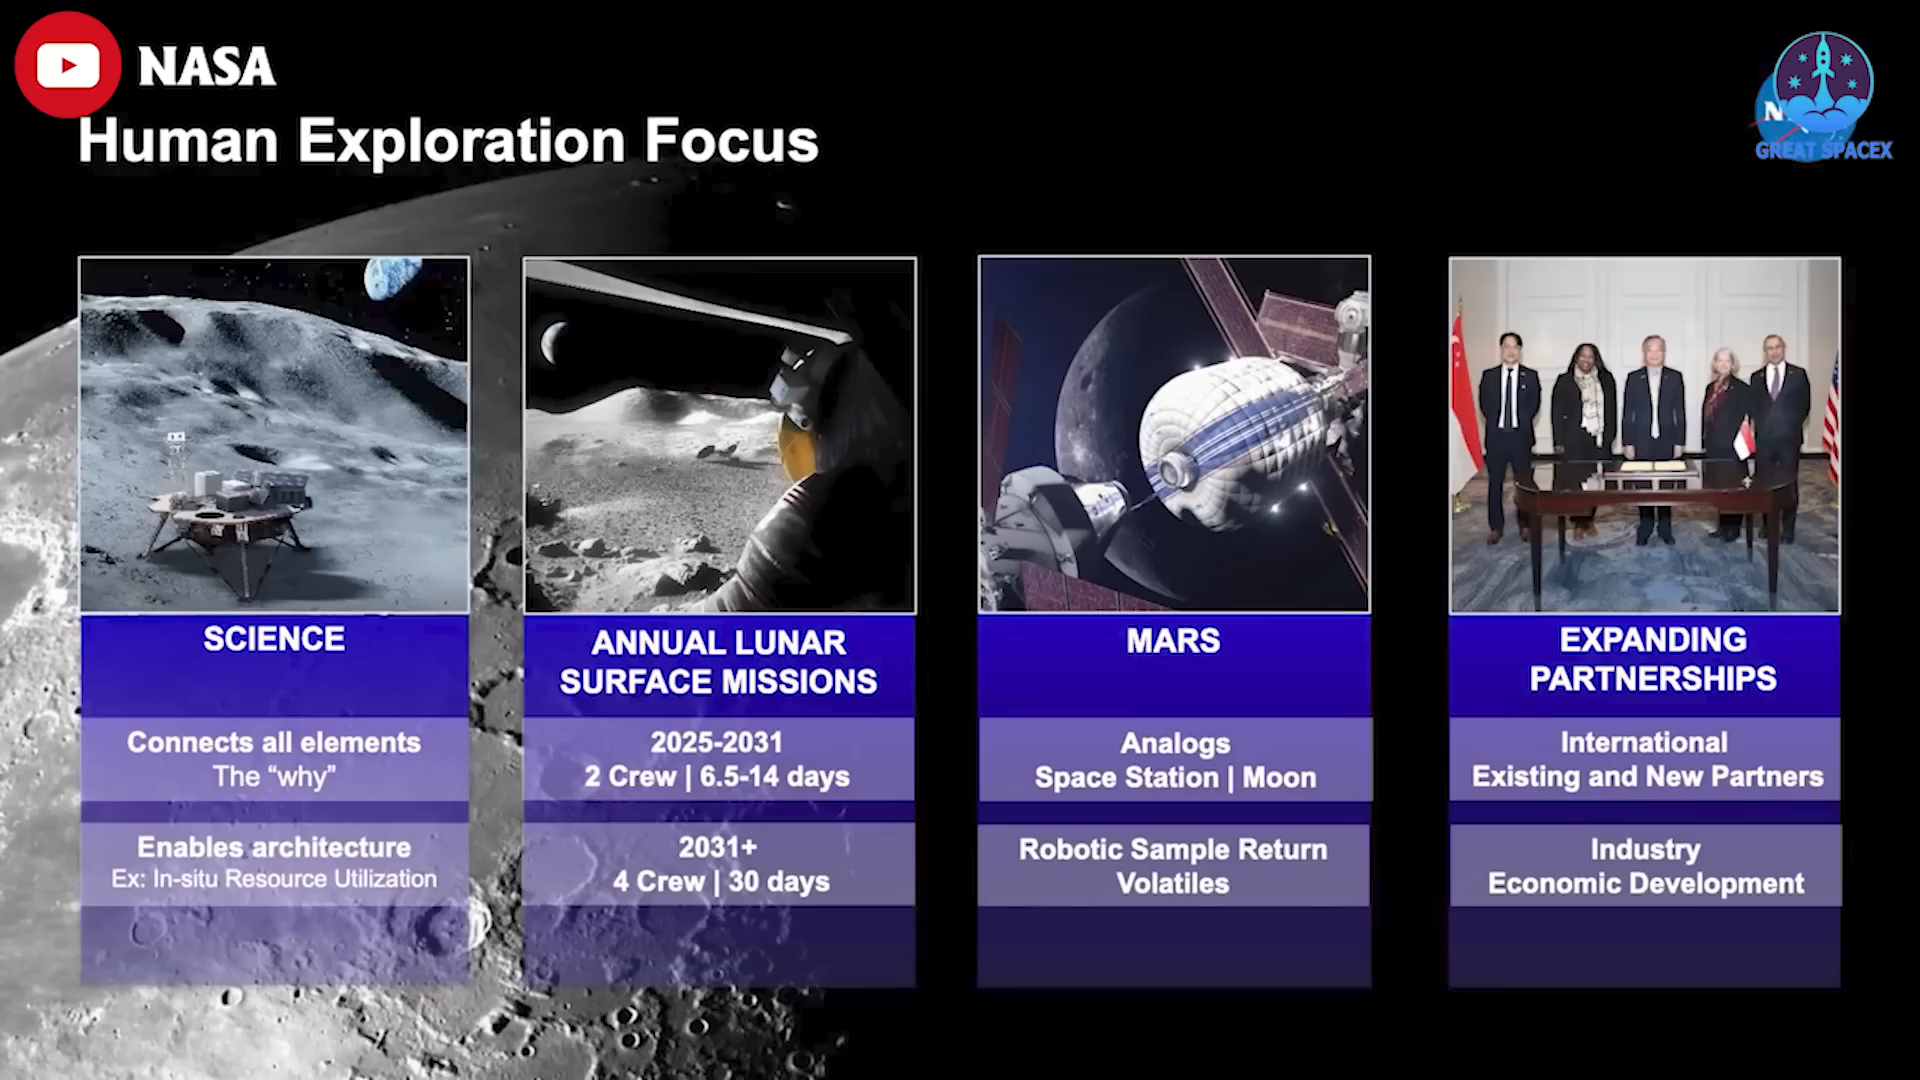 NASA
Human Exploration Focus
GREAT SPACEX
SCIENCE
Connects all elements
The “why”
Enables architecture
Ex: In-situ Resource Utilization
ANNUAL LUNAR
SURFACE MISSIONS
2025-2031
2 Crew | 6.5-14 days
2031+
4 Crew | 30 days
MARS
Analogs
Space Station | Moon
Robotic Sample Return
Volatiles
EXPANDING
PARTNERSHIPS
International
Existing and New Partners
Industry
Economic Development